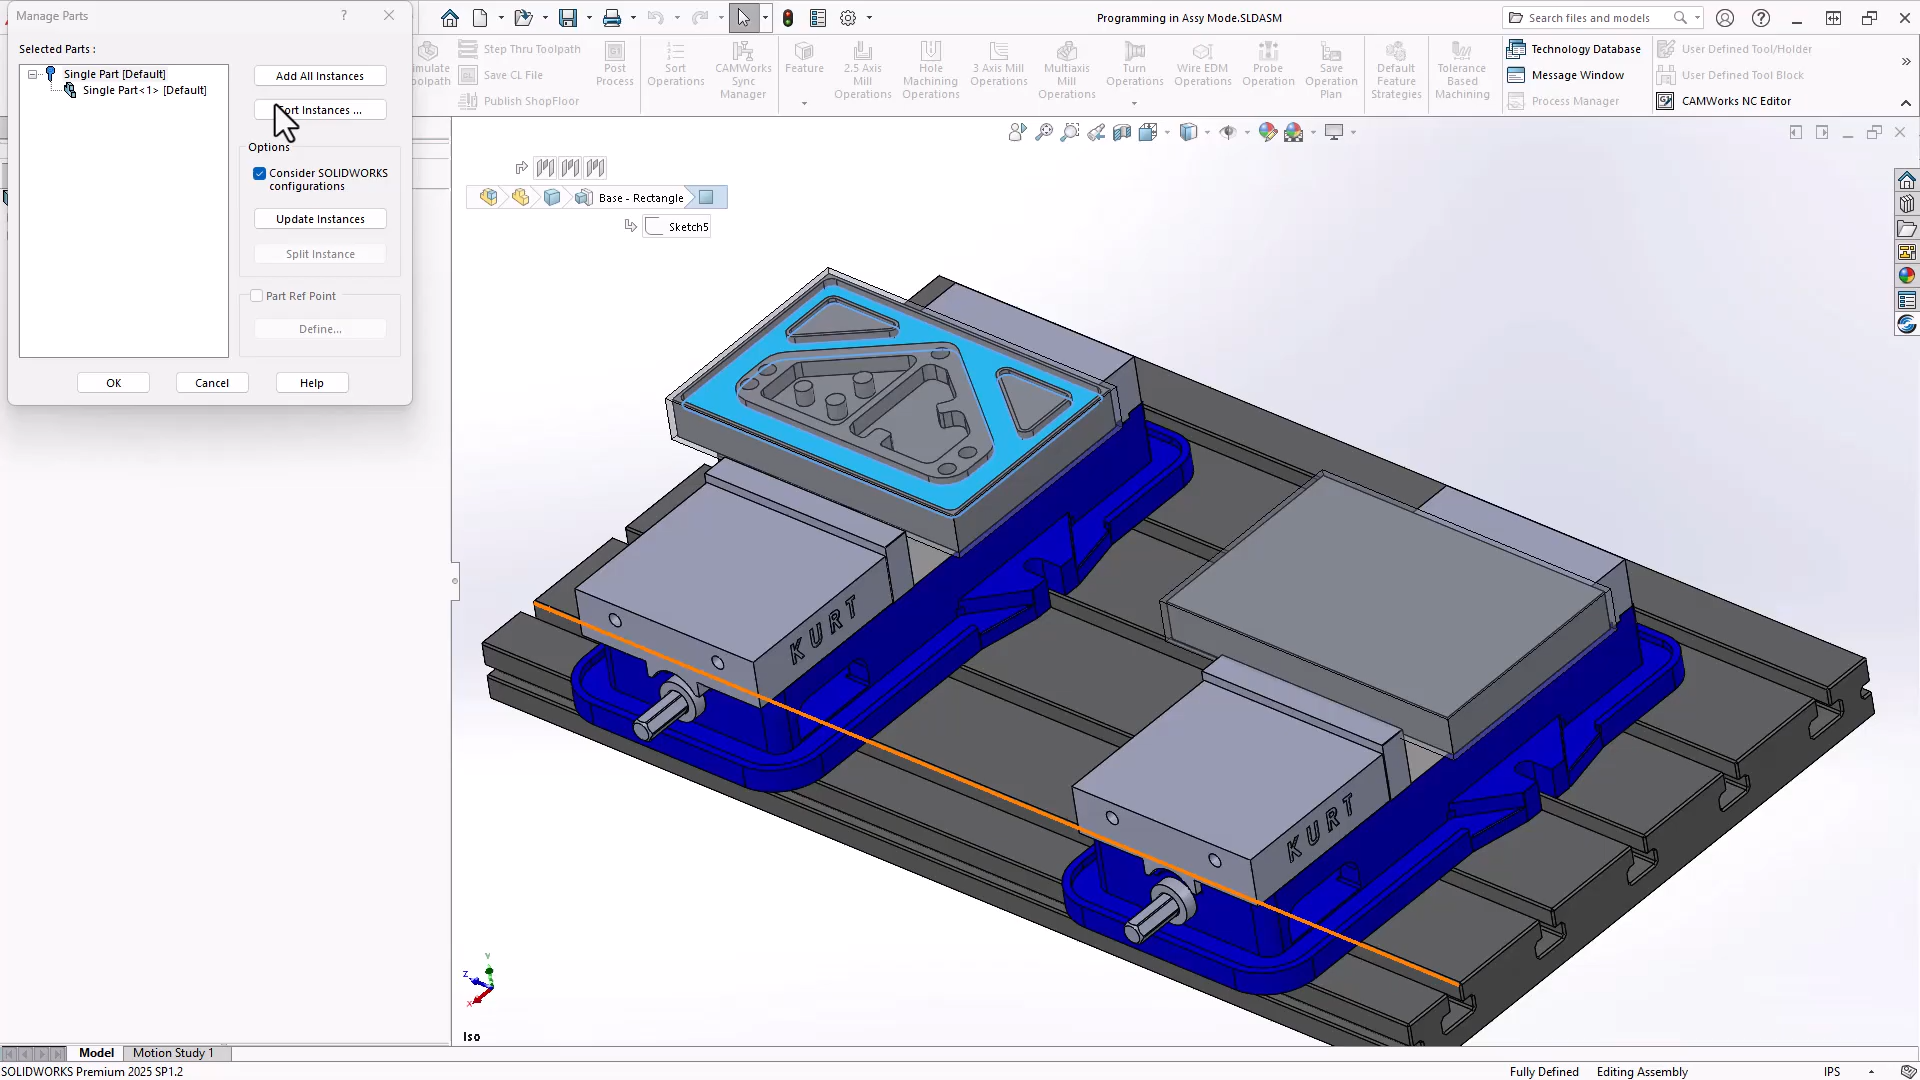 Manage Parts
?
Selected Parts :
Single Part [Default]
Single Part<1> [Default]
Add All Instances
ort Instances ...
Options
Consider SOLIDWORKS
configurations
Update Instances
Split Instance
Part Ref Point
Define...
OK
Cancel
Help
Programming in Assy Mode.SLDASM
Search files and models
imulate
Toolpath
Step Thru Toolpath
Save CL File
Publish ShopFloor
Post
Process
Sort
Operations
CAMWorks
Sync
Manager
Feature
2.5 Axis
Mill
Operations
Hole
Machining
Operations
3 Axis Mill
Operations
Multiaxis
Mill
Operations
Turn
Operations
Wire EDM
Operations
Probe
Operations
Save
Operation
Plan
Default
Feature
Strategies
Tolerance
Based
Machining
Technology Database
Message Window
Process Manager
User Defined Tool/Holder
User Defined Tool Block
CAMWorks NC Editor
Base - Rectangle
Sketch5
KURT
KURT
Y
Z
X
Iso
Model
Motion Study 1
SOLIDWORKS Premium 2025 SP1.2
Fully Defined
Editing Assembly
IPS